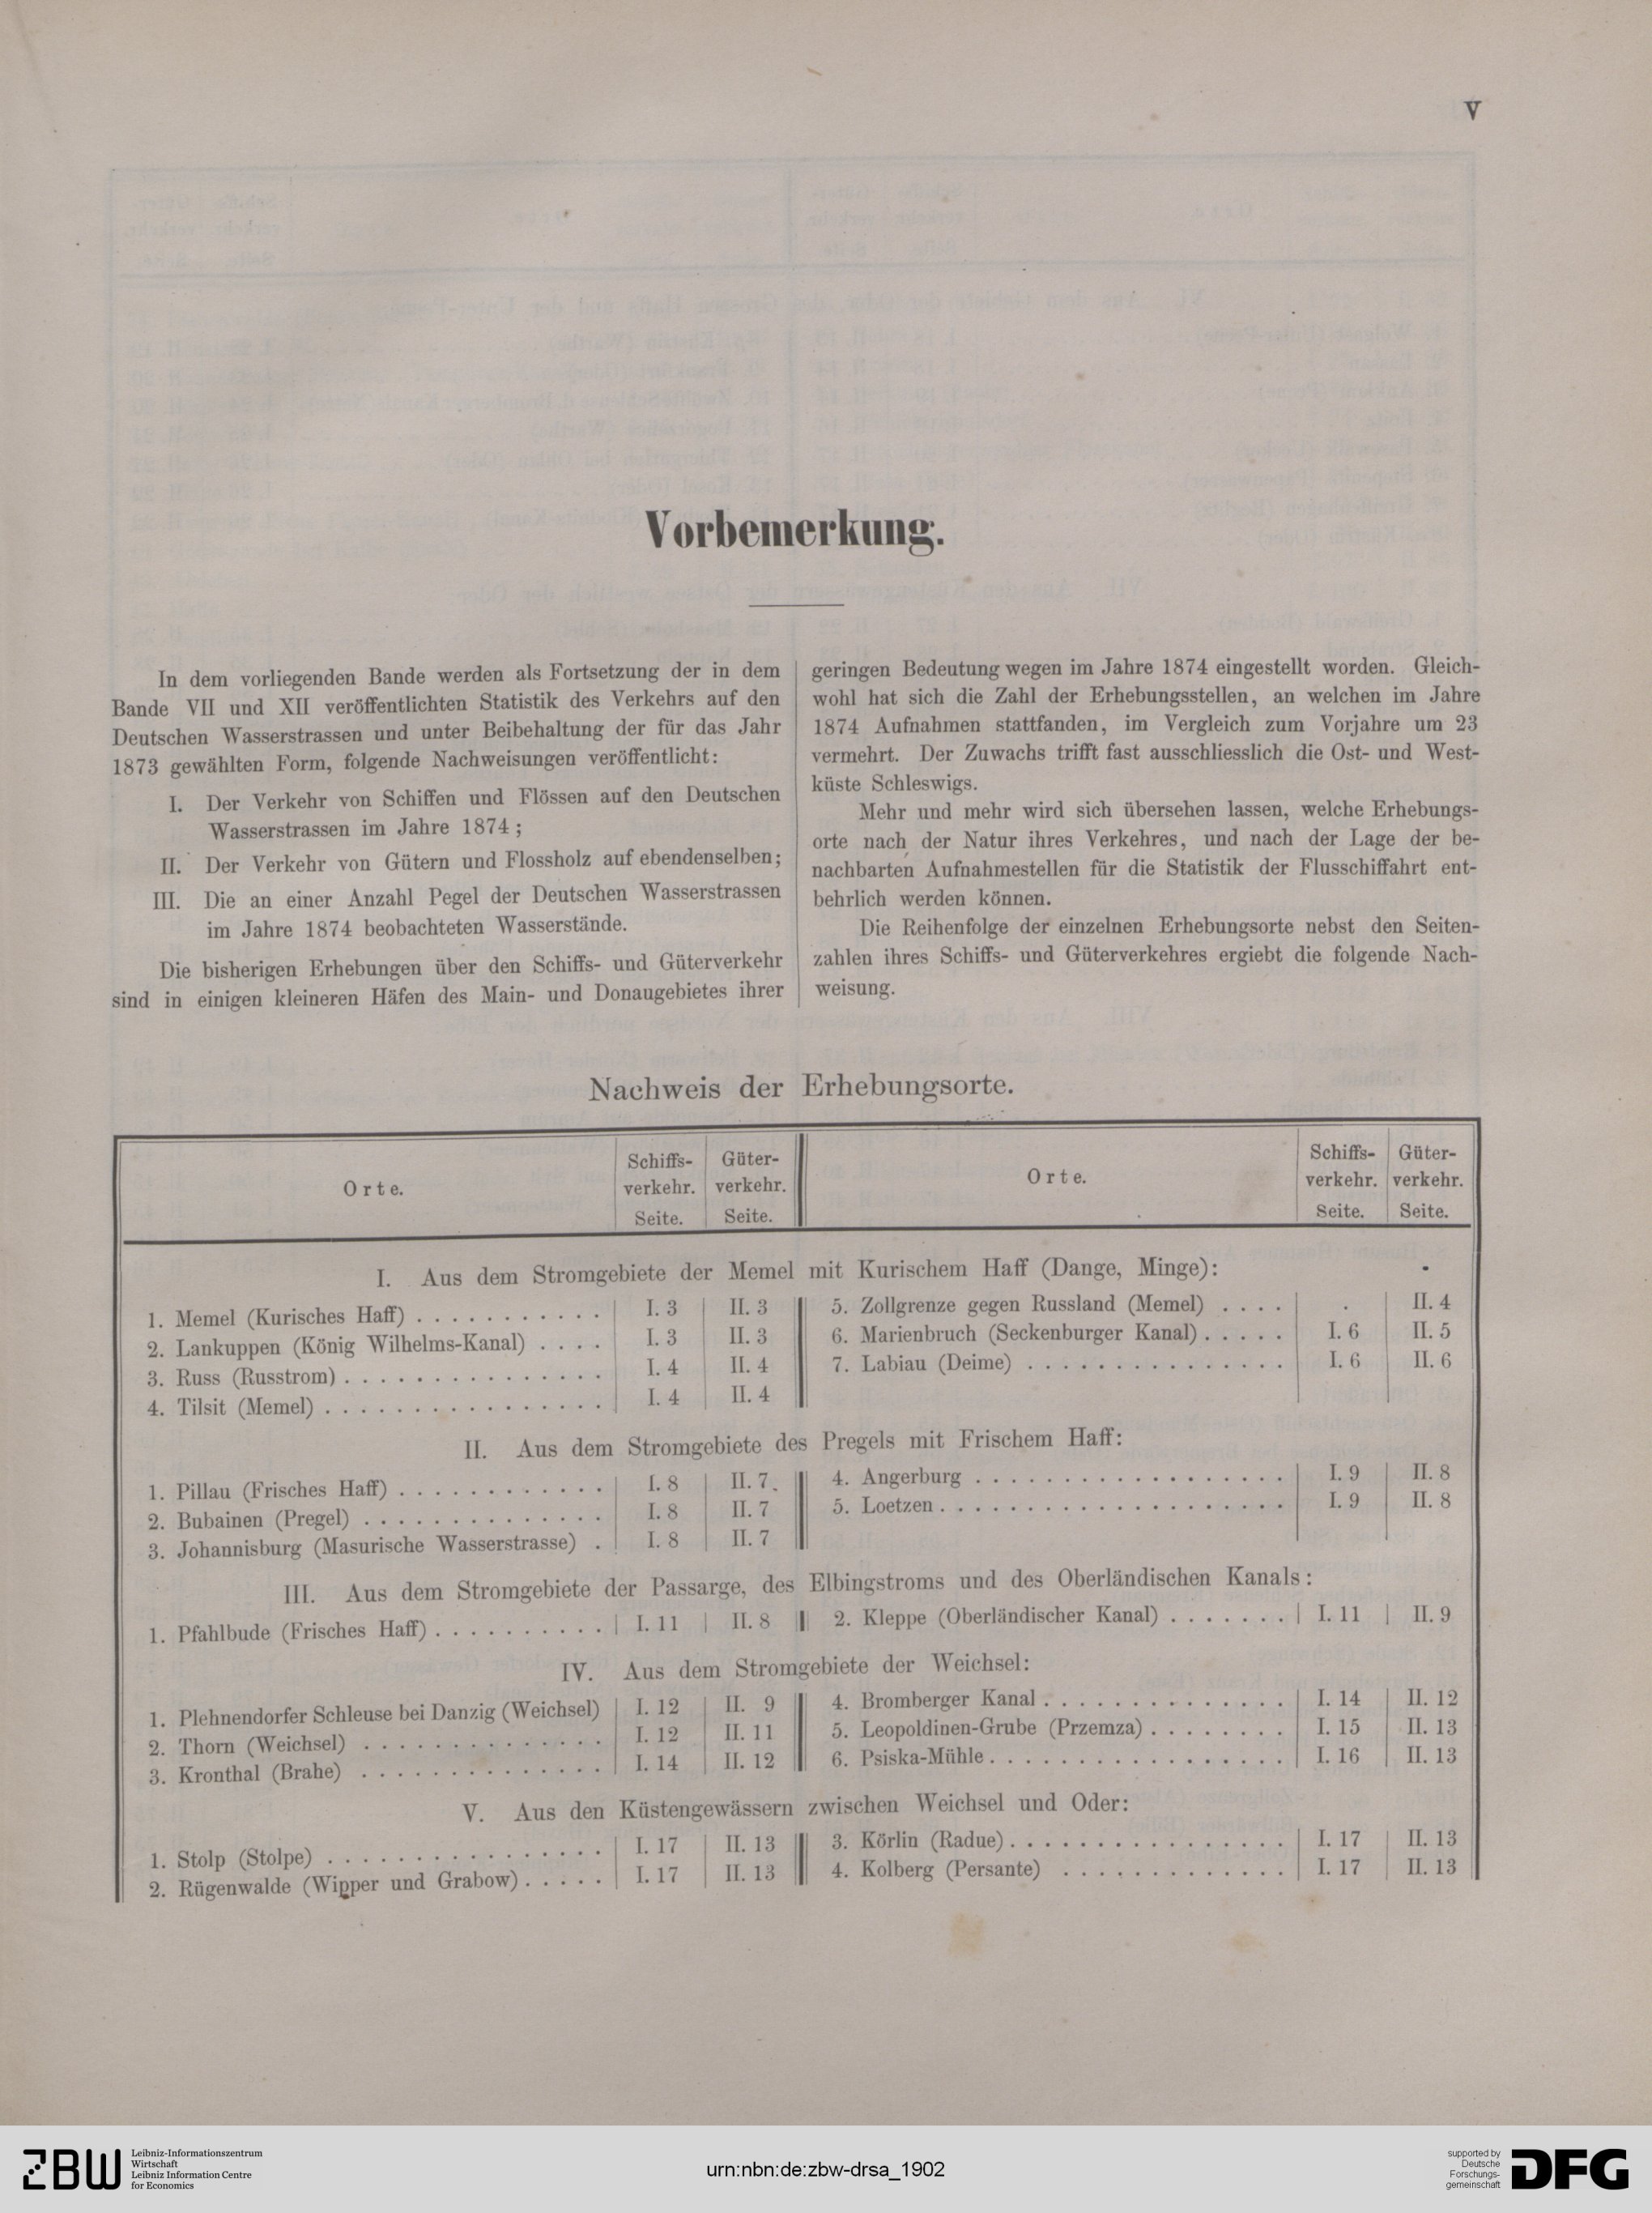 V
Vorbemerkung.
In dem vorliegenden Bande werden als Fortsetzung der in dem
Bande VII und XII veröffentlichten Statistik des Verkehrs auf den
Deutschen Wasserstrassen und unter Beibehaltung der für das Jahr
1873 gewählten Form, folgende Nachweisungen veröffentlicht:
I. Der Verkehr von Schiffen und Flössen auf den Deutschen
Wasserstrassen im Jahre 1874;
II. Der Verkehr von Gütern und Flossholz auf ebendenselben;
III. Die an einer Anzahl Pegel der Deutschen Wasserstrassen
im Jahre 1874 beobachteten Wasserstände.
Die bisherigen Erhebungen über den Schiffs- und Güterverkehr
sind in einigen kleineren Häfen des Main- und Donaugebietes ihrer
geringen Bedeutung wegen im Jahre 1874 eingestellt worden. Gleich-
wohl hat sich die Zahl der Erhebungsstellen, an welchen im Jahre
1874 Aufnahmen stattfanden, im Vergleich zum Vorjahre um 23
vermehrt. Der Zuwachs trifft fast ausschliesslich die Ost- und West-
küste Schleswigs.
Mehr und mehr wird sich übersehen lassen, welche Erhebungs-
orte nach der Natur ihres Verkehres, und nach der Lage der be-
nachbarten Aufnahmestellen für die Statistik der Flusschiffahrt ent-
behrlich werden können.
Die Reihenfolge der einzelnen Erhebungsorte nebst den Seiten-
zahlen ihres Schiffs- und Güterverkehres ergiebt die folgende Nach-
weisung.
Nachweis der Erhebungsorte.
Orte. Schiffs- verkehr. Seite. Güter- verkehr. Seite. Orte. Schiffs- verkehr. Seite. Güter- verkehr. Seite.
I. Aus dem Stromgebiete der Memel mit Kurischem Haff (Dange, Minge):
1. Memel (Kurisches Haff) . . . . . . . . . . . I. 3 II. 3 5. Zollgrenze gegen Russland (Memel) . . . . . II. 4
2. Lankuppen (König Wilhelms-Kanal) . . . . I. 3 II. 3 6. Marienbruch (Seckenburger Kanal) . . . . . I. 6 II. 5
3. Russ (Russtrom) . . . . . . . . . . . . . . . I. 4 II. 4 7. Labiau (Deime) . . . . . . . . . . . . . . . I. 6 II. 6
4. Tilsit (Memel) . . . . . . . . . . . . . . . . I. 4 II. 4
II. Aus dem Stromgebiete des Pregels mit Frischem Haff:
1. Pillau (Frisches Haff) . . . . . . . . . . . . I. 8 II. 7 4. Angerburg . . . . . . . . . . . . . . . . . . I. 9 II. 8
2. Bubainen (Pregel) . . . . . . . . . . . . . . I. 8 II. 7 5. Loetzen . . . . . . . . . . . . . . . . . . . . I. 9 II. 8
3. Johannisburg (Masurische Wasserstrasse) . I. 8 II. 7
III. Aus dem Stromgebiete der Passarge, des Elbingstroms und des Oberländischen Kanals:
1. Pfahlbude (Frisches Haff) . . . . . . . . . . I. 11 II. 8 2. Kleppe (Oberländischer Kanal) . . . . . . . I. 11 II. 9
IV. Aus dem Stromgebiete der Weichsel:
1. Plehnendorfer Schleuse bei Danzig (Weichsel) I. 12 II. 9 4. Bromberger Kanal . . . . . . . . . . . . . . I. 14 II. 12
2. Thorn (Weichsel) . . . . . . . . . . . . . . I. 12 II. 11 5. Leopoldinen-Grube (Przemza) . . . . . . . . I. 15 II. 13
3. Kronthal (Brahe) . . . . . . . . . . . . . . I. 14 II. 12 6. Psiska-Mühle . . . . . . . . . . . . . . . . . I. 16 II. 13
V. Aus den Küstengewässern zwischen Weichsel und Oder:
1. Stolp (Stolpe) . . . . . . . . . . . . . . . . I. 17 II. 13 3. Körlin (Radue) . . . . . . . . . . . . . . . . I. 17 II. 13
2. Rügenwalde (Wipper und Grabow) . . . . . I. 17 II. 13 4. Kolberg (Persante) . . . . . . . . . . . . . I. 17 II. 13
ZBW
Leibniz-Informationszentrum
Wirtschaft
Leibniz Information Centre
for Economics
urn:nbn:de:zbw-drsa_1902
supported by
Deutsche
Forschungs-
gemeinschaft
DFG